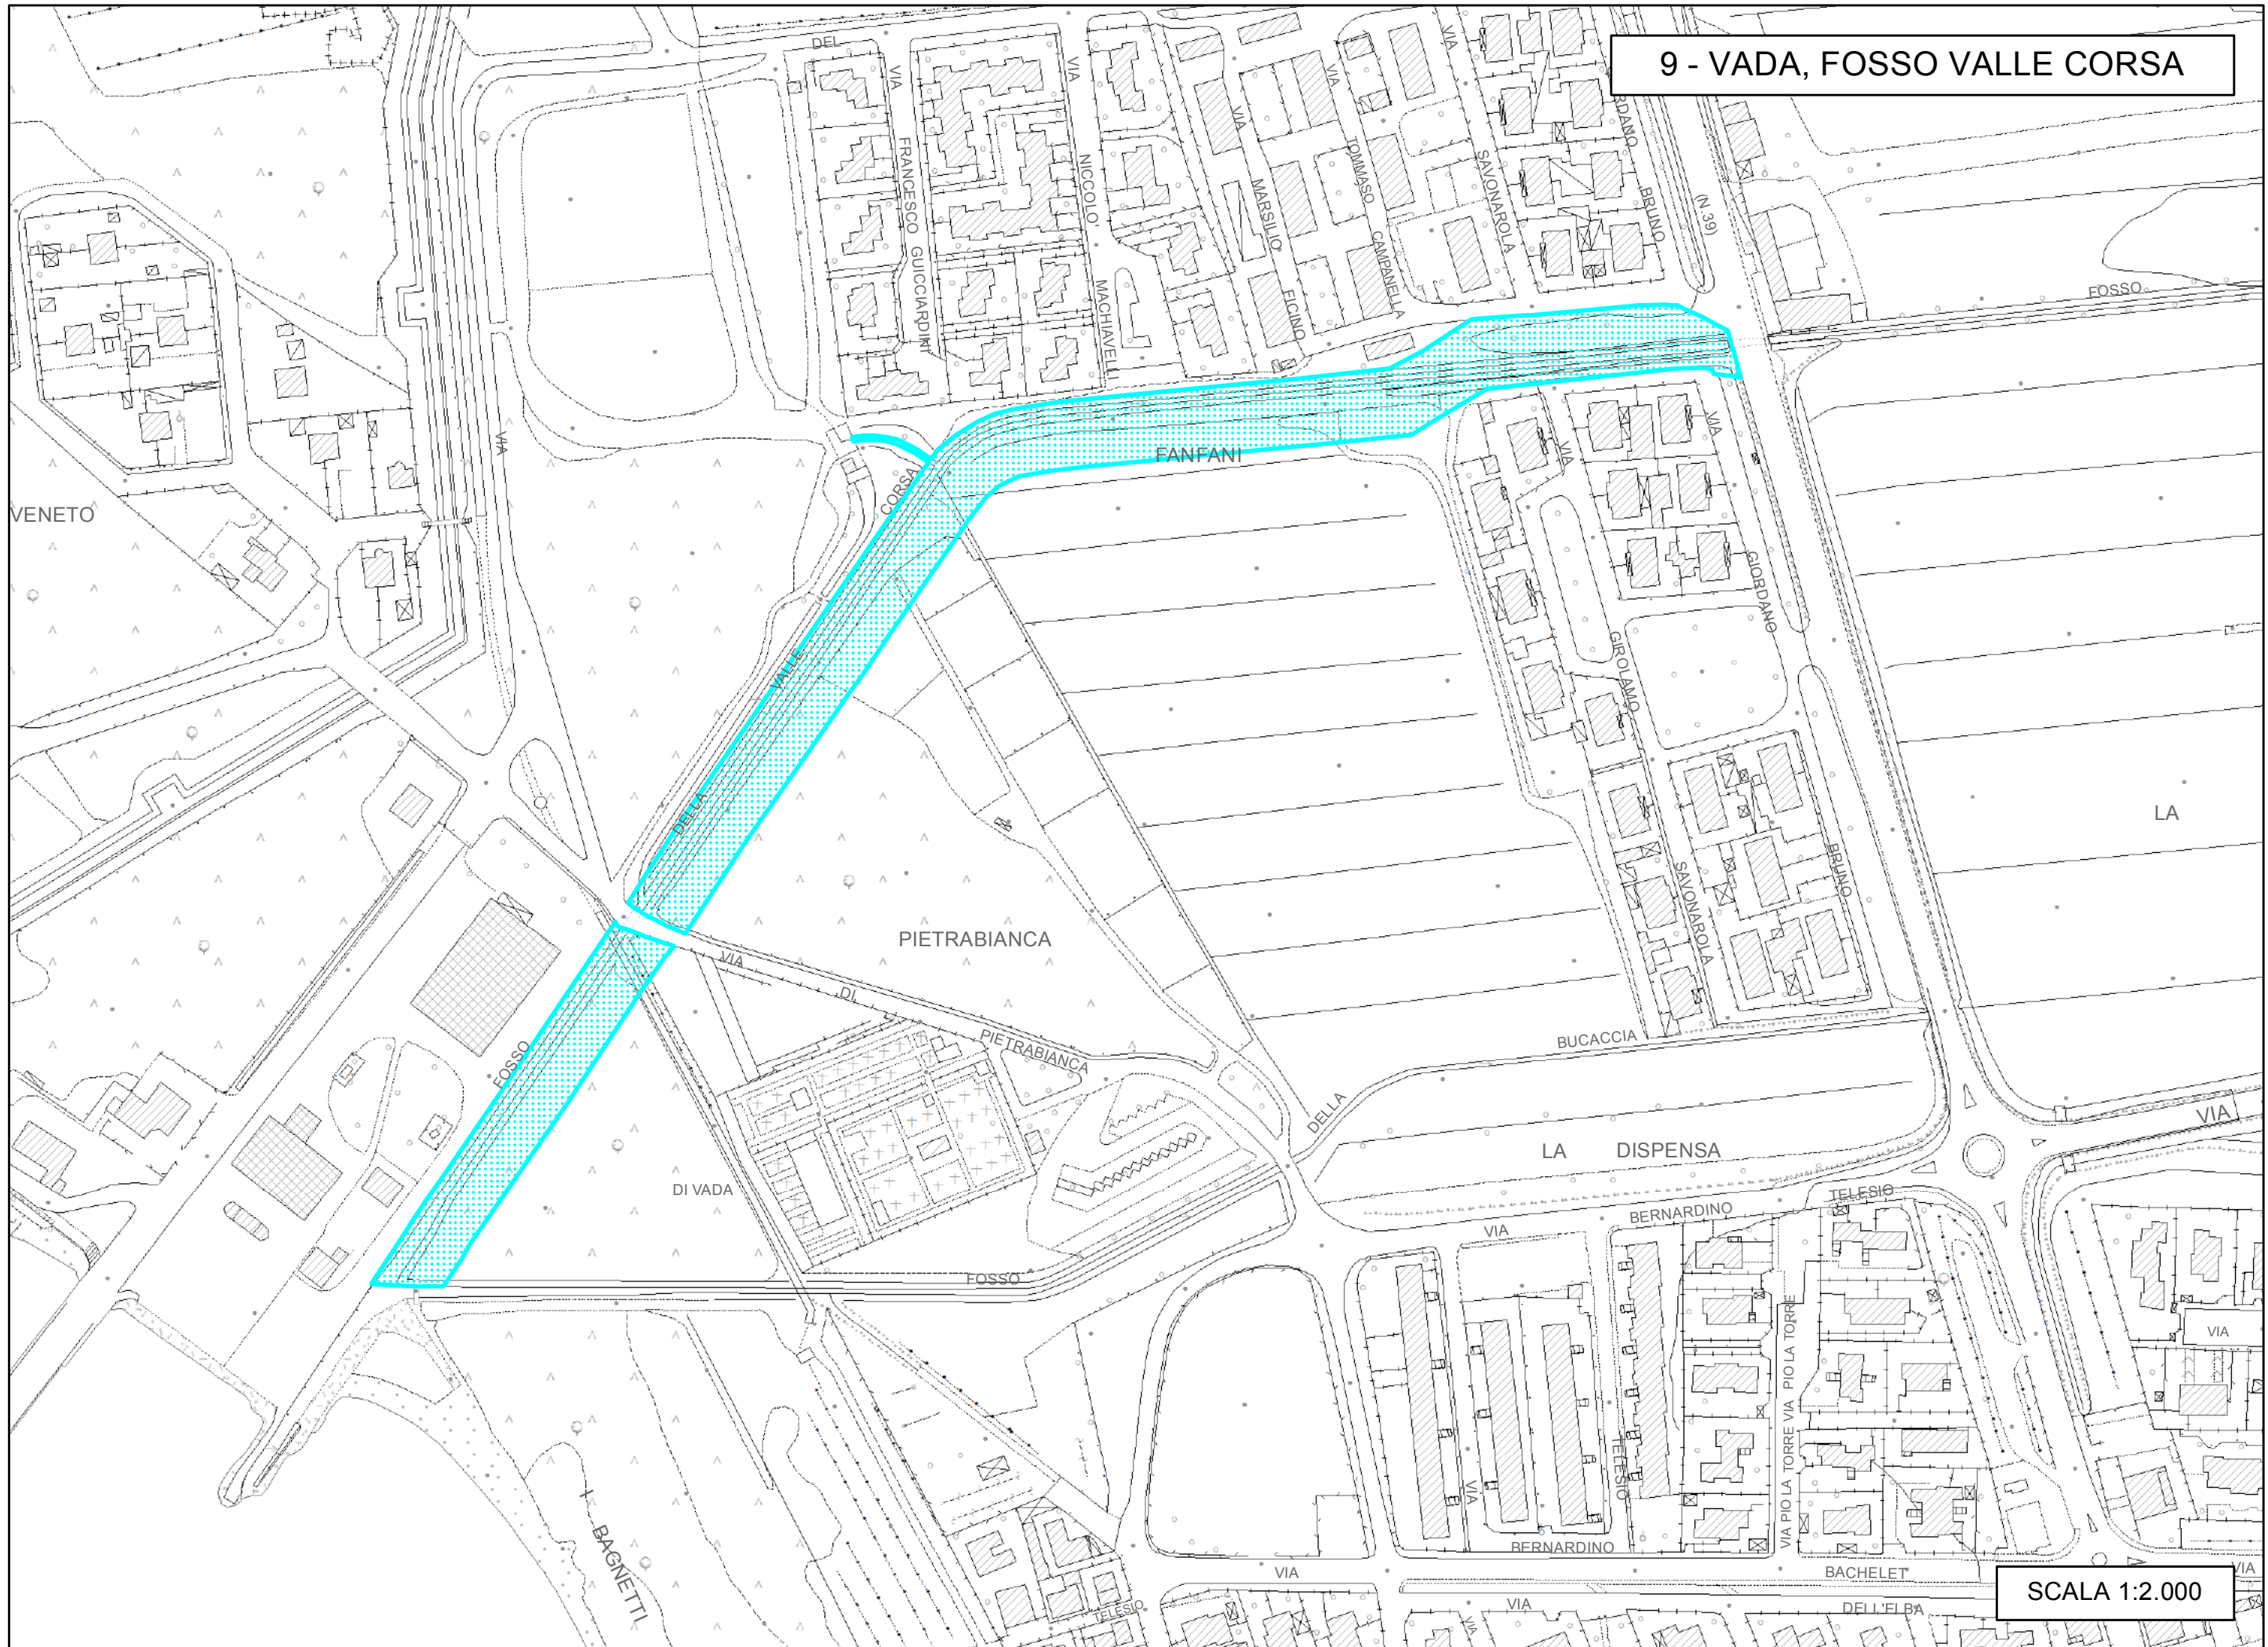 9 - VADA, FOSSO VALLE CORSA
DEL
VIA
FRANCESCO
GUICCIARDINI
VIA
NICCOLO'
MACHIAVELLI
VIA
MARSILIO
FICINO
VIA
TOMMASO
CAMPANELLA
VIA
SAVONAROLA
RDANO
BRUNO
(N.39)
FOSSO
VIA
VENETO
CORSA
VALLE
DELLA
FANFANI
VIA
GIROLAMO
SAVONAROLA
VIA
GIORDANO
BRUNO
LA
PIETRABIANCA
VIA
DI
PIETRABIANCA
FOSSO
DI VADA
BUCACCIA
DELLA
LA DISPENSA
VIA
BERNARDINO
TELESIO
VIA
FOSSO
VIA
VIA PIO LA TORRE
VIA PIO LA TORRE
TELESIO
VIA
BERNARDINO
I
BAGNETTI
VIA
BACHELET
VIA
TELESIO
VIA
VIA
DELL'ELBA
SCALA 1:2.000